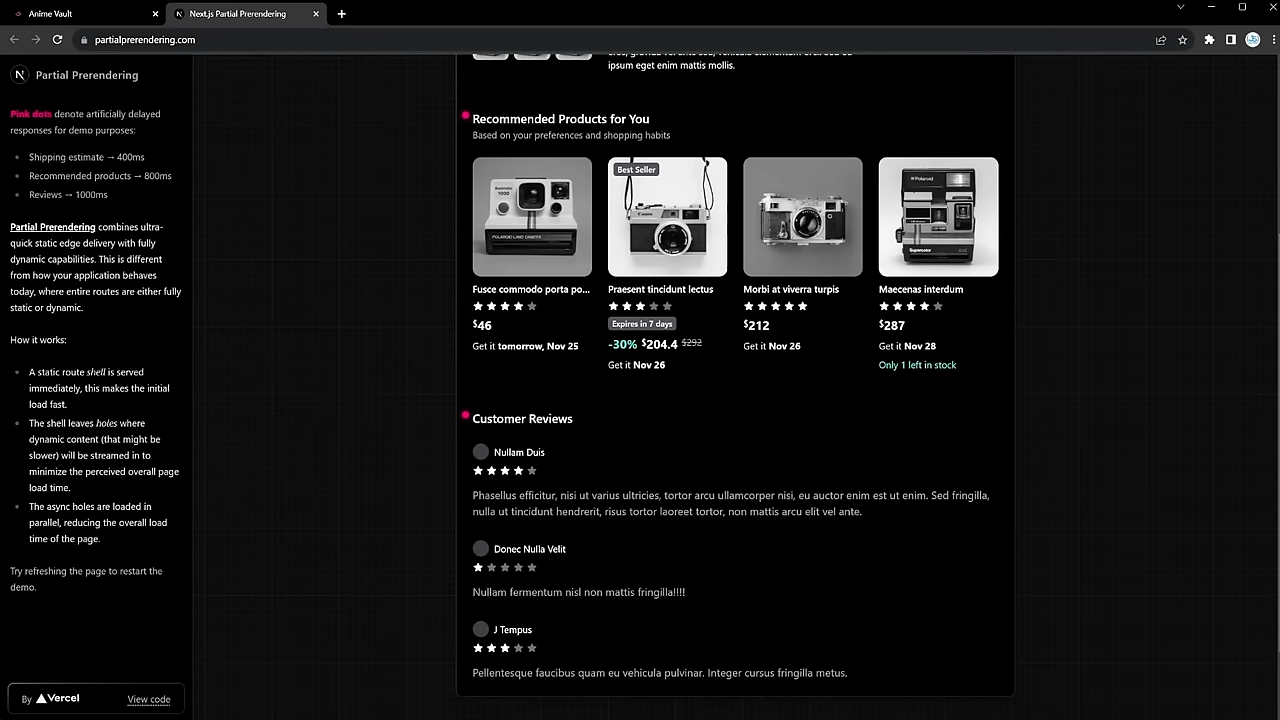 Anime Vault
Next.js Partial Prerendering
partialprerendering.com
Partial Prerendering
Pink dots denote artificially delayed
responses for demo purposes:
Shipping estimate → 400ms
Recommended products → 800ms
Reviews → 1000ms
Partial Prerendering combines ultra-
quick static edge delivery with fully
dynamic capabilities. This is different
from how your application behaves
today, where entire routes are either fully
static or dynamic.
How it works:
A static route shell is served
immediately, this makes the initial
load fast.
The shell leaves holes where
dynamic content (that might be
slower) will be streamed in to
minimize the perceived overall page
load time.
The async holes are loaded in
parallel, reducing the overall load
time of the page.
Try refreshing the page to restart the
demo.
By Vercel
View code
ipsum eget enim mattis mollis.
Recommended Products for You
Based on your preferences and shopping habits
POLAROID LAND CAMERA
Fusce commodo porta po...
$46
Get it tomorrow, Nov 25
Best Seller
Canon
Praesent tincidunt lectus
Expires in 7 days
-30% $204.4 $292
Get it Nov 26
Morbi at viverra turpis
$212
Get it Nov 26
Polaroid
Supercolor
Maecenas interdum
$287
Get it Nov 28
Only 1 left in stock
Customer Reviews
Nullam Duis
Phasellus efficitur, nisi ut varius ultricies, tortor arcu ullamcorper nisi, eu auctor enim est ut enim. Sed fringilla,
nulla ut tincidunt hendrerit, risus tortor laoreet tortor, non mattis arcu elit vel ante.
Donec Nulla Velit
Nullam fermentum nisl non mattis fringilla!!!!
J Tempus
Pellentesque faucibus quam eu vehicula pulvinar. Integer cursus fringilla metus.